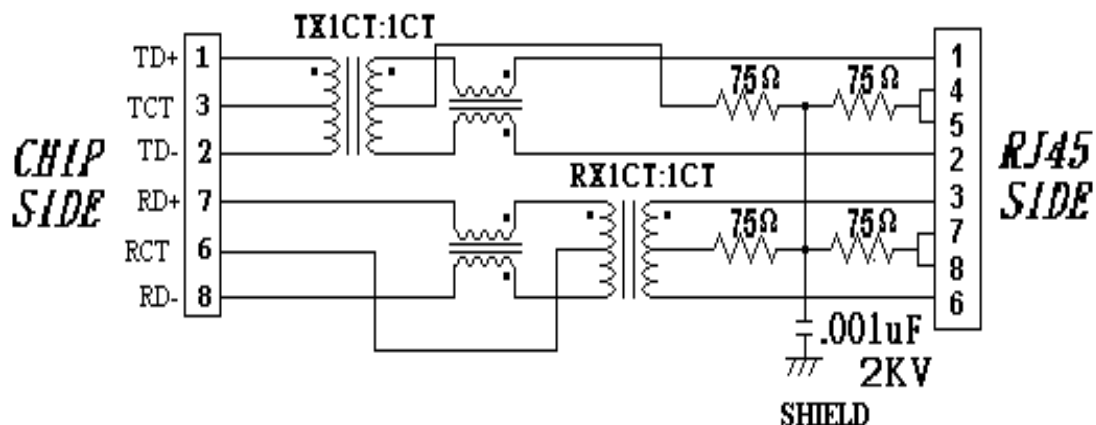 TX1CT:1CT
TD+ 1
TCT 3
TD- 2
RD+ 7
RCT 6
RD- 8
CHIP
SIDE
75Ω 75Ω
RX1CT:1CT
75Ω 75Ω
1
4
5
2
3
7
8
6
RJ45
SIDE
.001uF
2KV
SHIELD